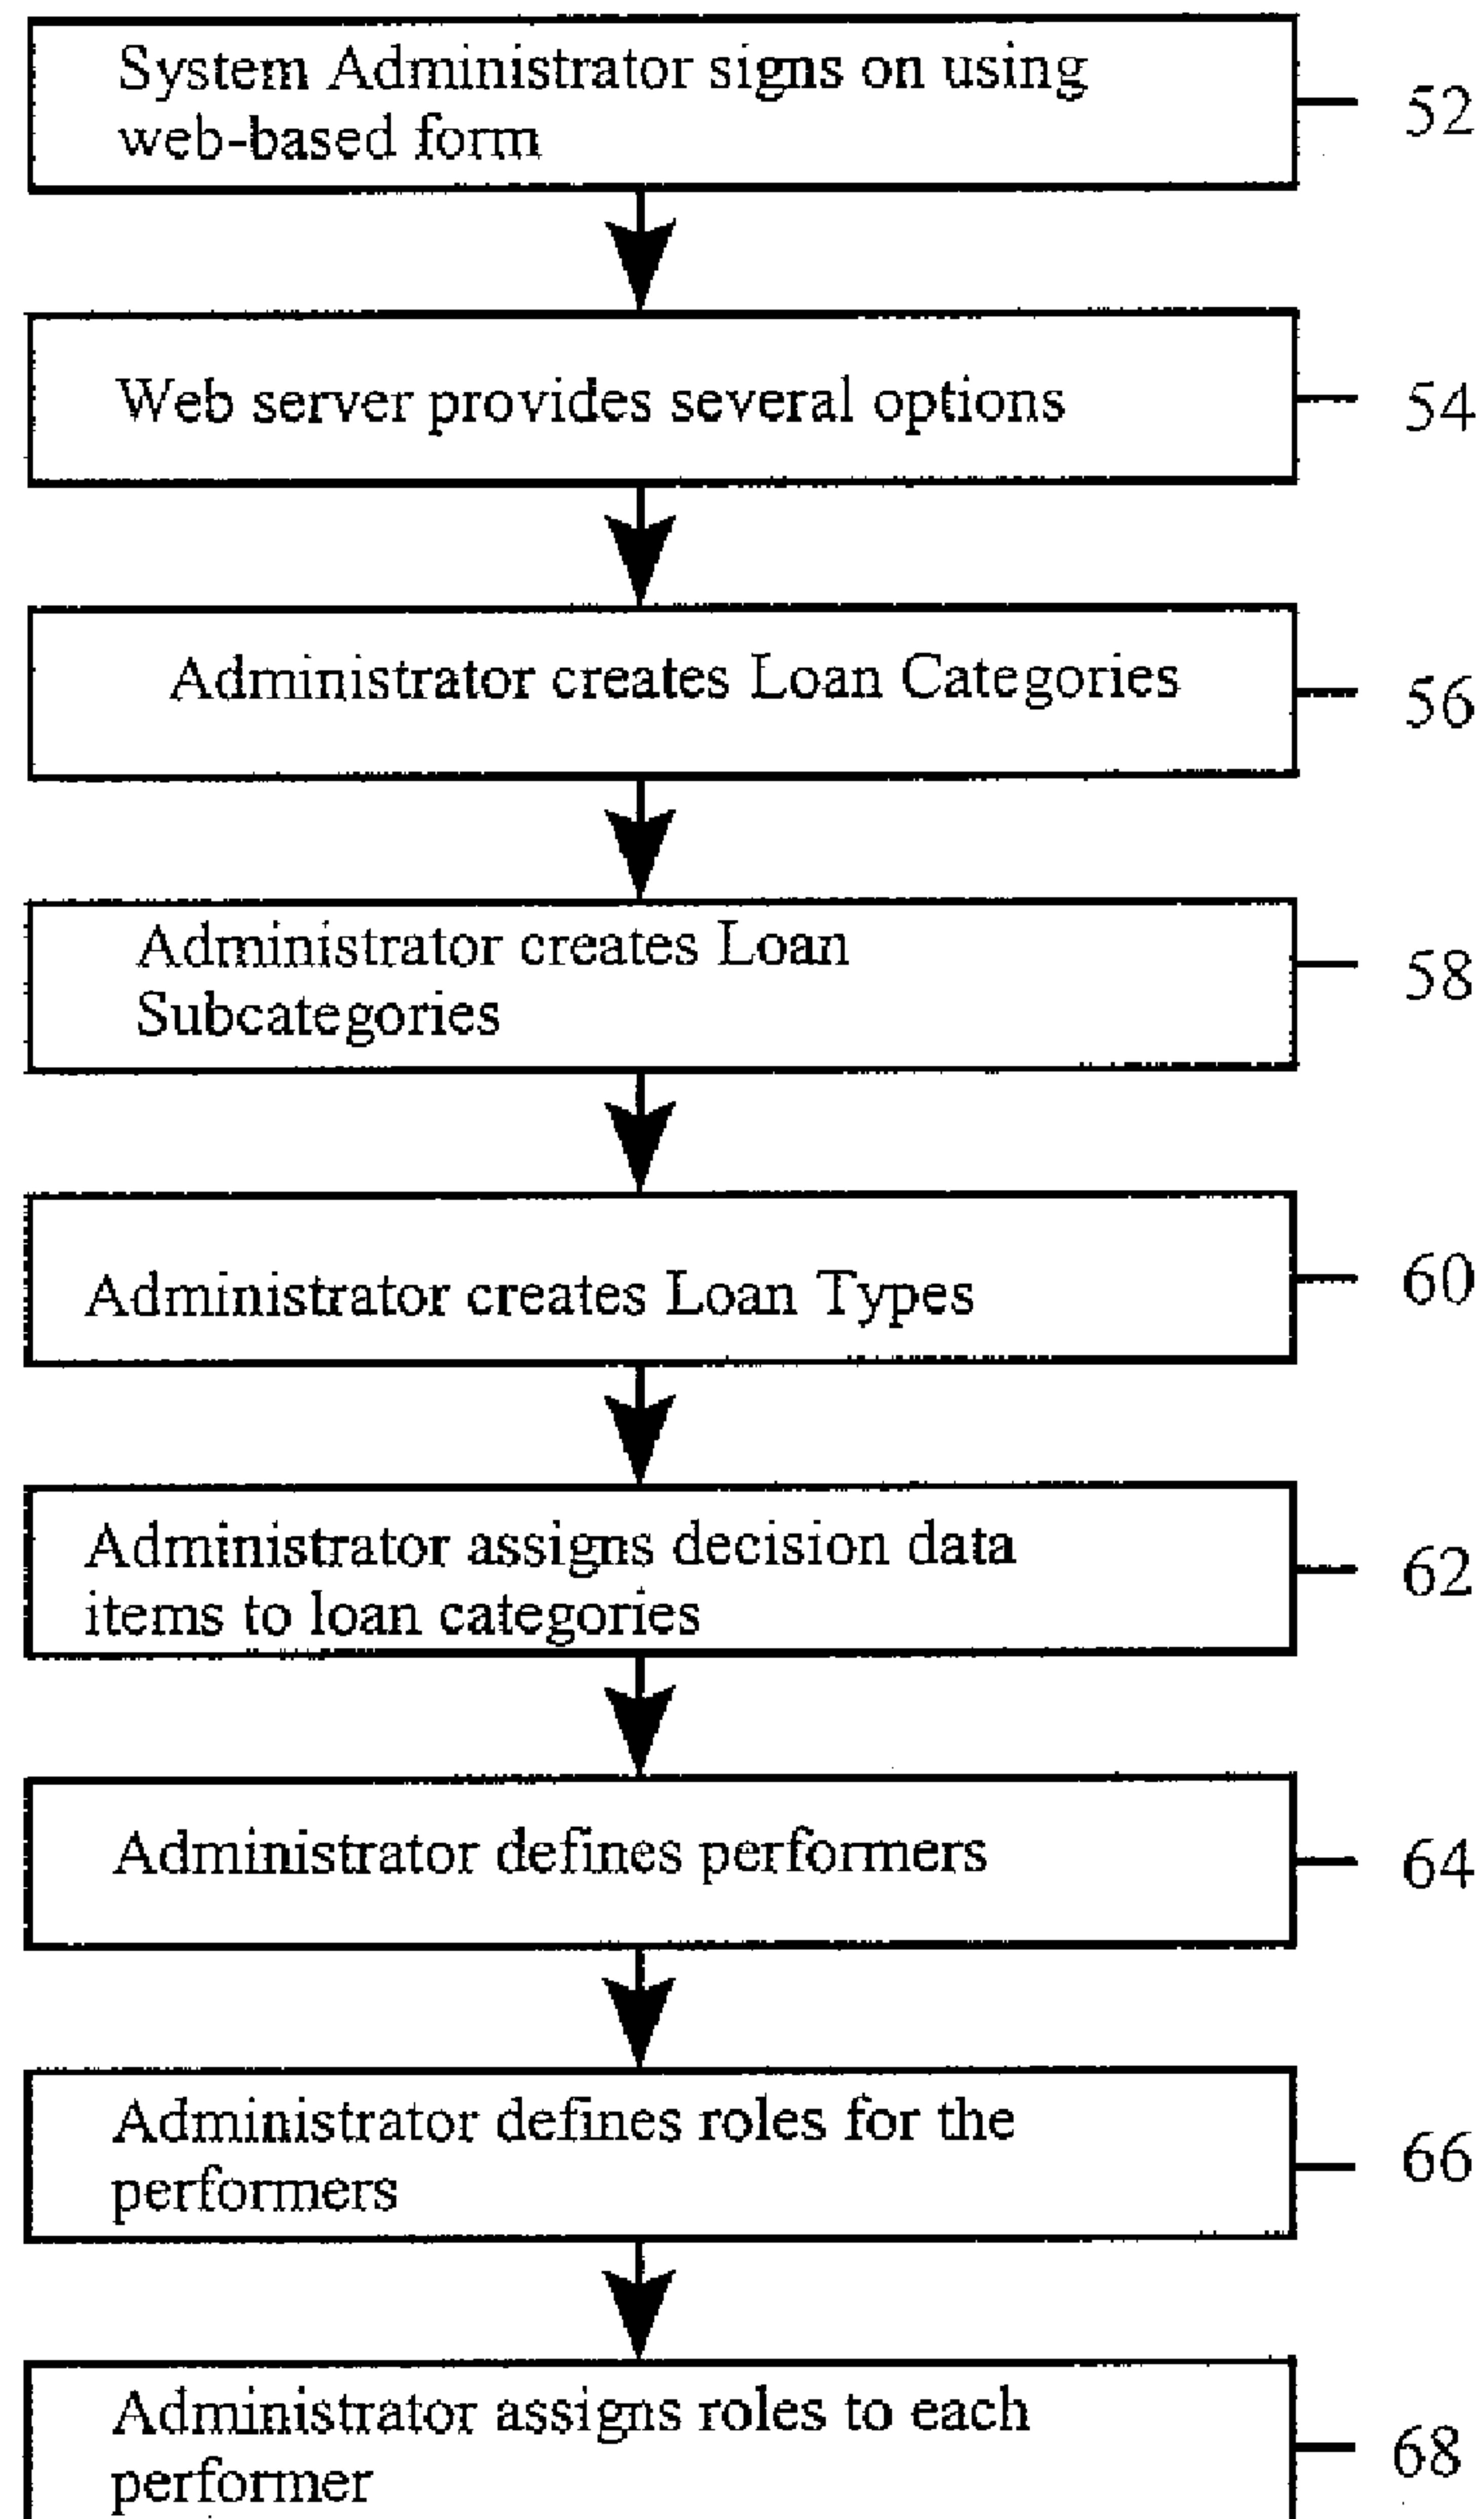 System Administrator signs on using
web-based form
52
Web server provides several options
54
Administrator creates Loan Categories
56
Administrator creates Loan
Subcategories
58
Administrator creates Loan Types
60
Administrator assigns decision data
items to loan categories
62
Administrator defines performers
64
Administrator defines roles for the
performers
66
Administrator assigns roles to each
performer
68